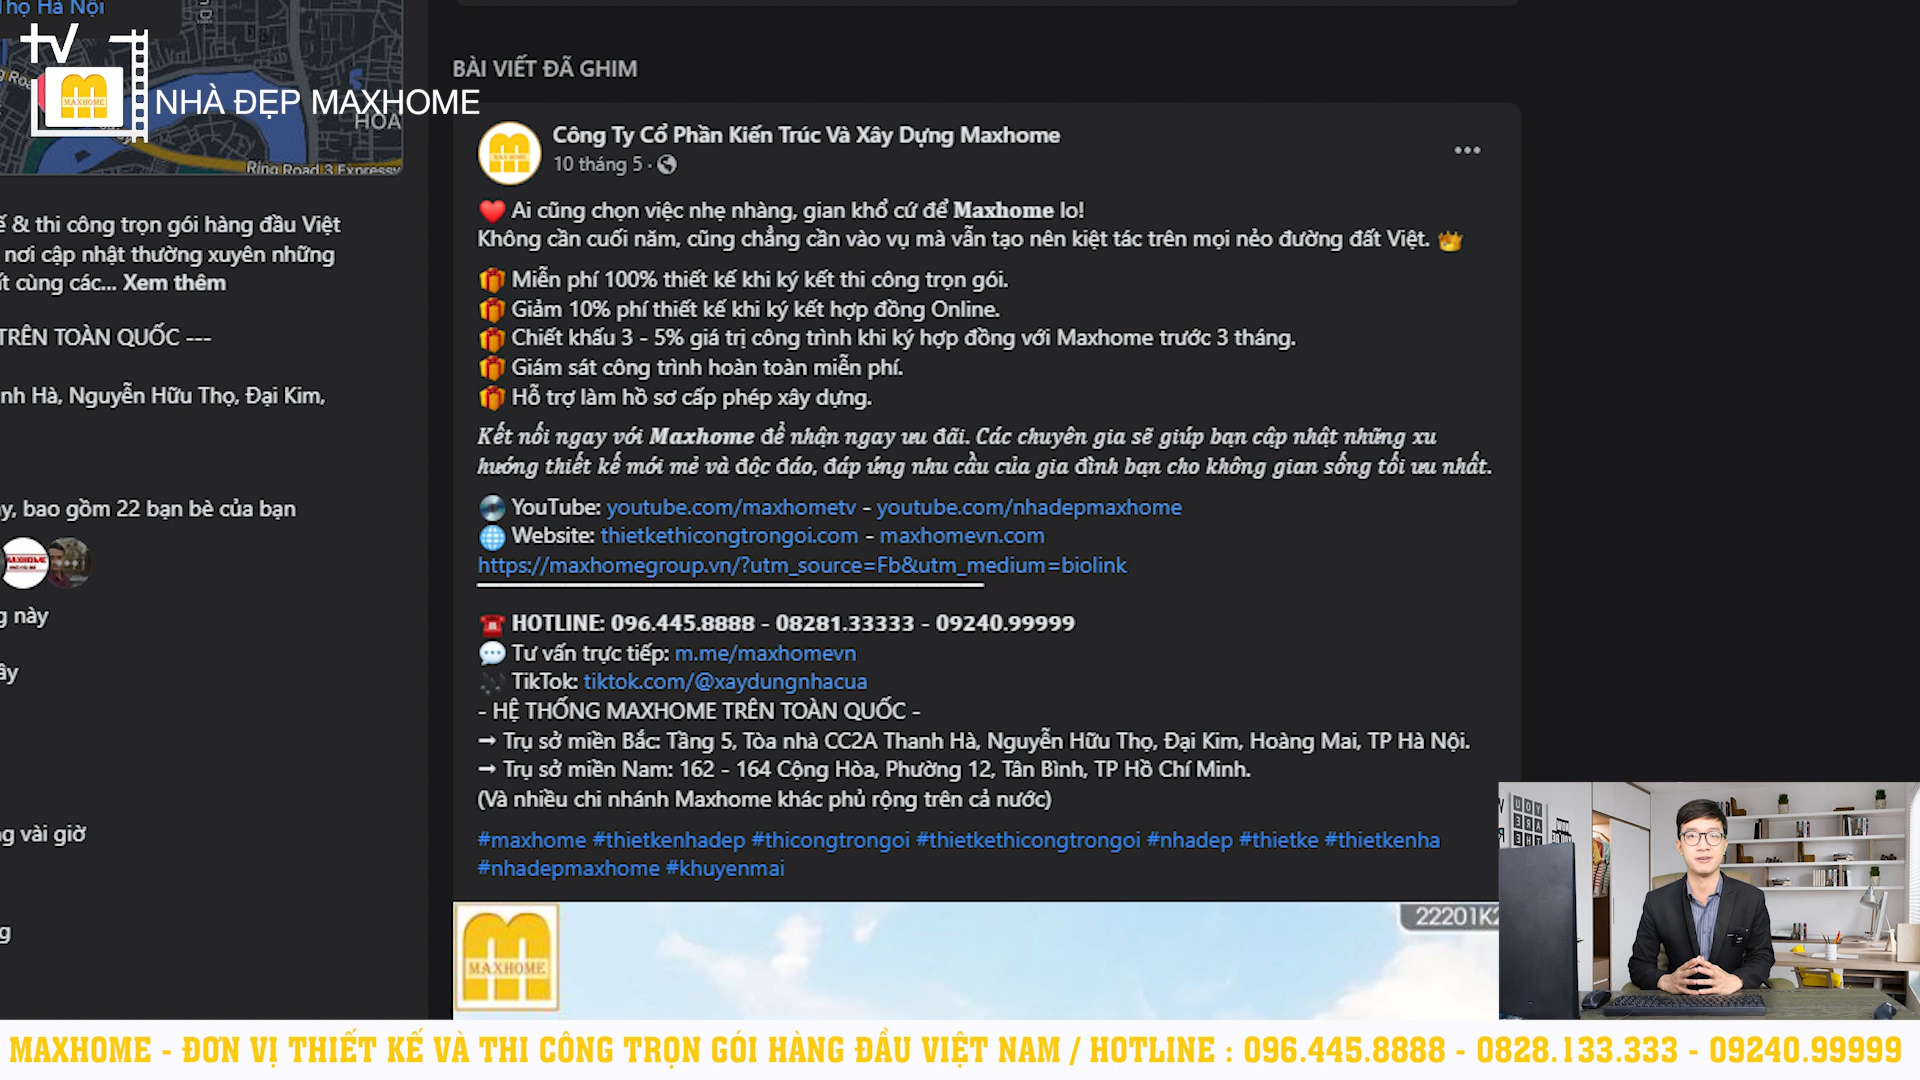 Thọ Hà Nội
tv
MAXHOME
NHÀ ĐẸP MAXHOME
HOA
Ring Road 3 Expressw
ế & thi công trọn gói hàng đầu Việt
nơi cập nhật thường xuyên những
ất cùng các... Xem thêm
TRÊN TOÀN QUỐC ---
nh Hà, Nguyễn Hữu Thọ, Đại Kim,
y, bao gồm 22 bạn bè của bạn
MAXHOME
g này
ây
ng vài giờ
g
BÀI VIẾT ĐÃ GHIM
MAXHOME
Công Ty Cổ Phần Kiến Trúc Và Xây Dựng Maxhome
10 tháng 5 ·
❤️ Ai cũng chọn việc nhẹ nhàng, gian khổ cứ để Maxhome lo!
Không cần cuối năm, cũng chẳng cần vào vụ mà vẫn tạo nên kiệt tác trên mọi nẻo đường đất Việt. 👑
🎁 Miễn phí 100% thiết kế khi ký kết thi công trọn gói.
🎁 Giảm 10% phí thiết kế khi ký kết hợp đồng Online.
🎁 Chiết khấu 3 - 5% giá trị công trình khi ký hợp đồng với Maxhome trước 3 tháng.
🎁 Giám sát công trình hoàn toàn miễn phí.
🎁 Hỗ trợ làm hồ sơ cấp phép xây dựng.
Kết nối ngay với Maxhome để nhận ngay ưu đãi. Các chuyên gia sẽ giúp bạn cập nhật những xu
hướng thiết kế mới mẻ và độc đáo, đáp ứng nhu cầu của gia đình bạn cho không gian sống tối ưu nhất.
📀 YouTube: youtube.com/maxhometv - youtube.com/nhadepmaxhome
🌐 Website: thietkethicongtrongoi.com - maxhomevn.com
https://maxhomegroup.vn/?utm_source=Fb&utm_medium=biolink
☎️ HOTLINE: 096.445.8888 - 08281.33333 - 09240.99999
💬 Tư vấn trực tiếp: m.me/maxhomevn
🎶 TikTok: tiktok.com/@xaydungnhacua
- HỆ THỐNG MAXHOME TRÊN TOÀN QUỐC -
→ Trụ sở miền Bắc: Tầng 5, Tòa nhà CC2A Thanh Hà, Nguyễn Hữu Thọ, Đại Kim, Hoàng Mai, TP Hà Nội.
→ Trụ sở miền Nam: 162 - 164 Cộng Hòa, Phường 12, Tân Bình, TP Hồ Chí Minh.
(Và nhiều chi nhánh Maxhome khác phủ rộng trên cả nước)
#maxhome #thietkenhadep #thicongtrongoi #thietkethicongtrongoi #nhadep #thietke #thietkenha
#nhadepmaxhome #khuyenmai
MAXHOME
22201K2
MAXHOME - ĐƠN VỊ THIẾT KẾ VÀ THI CÔNG TRỌN GÓI HÀNG ĐẦU VIỆT NAM / HOTLINE : 096.445.8888 - 0828.133.333 - 09240.99999